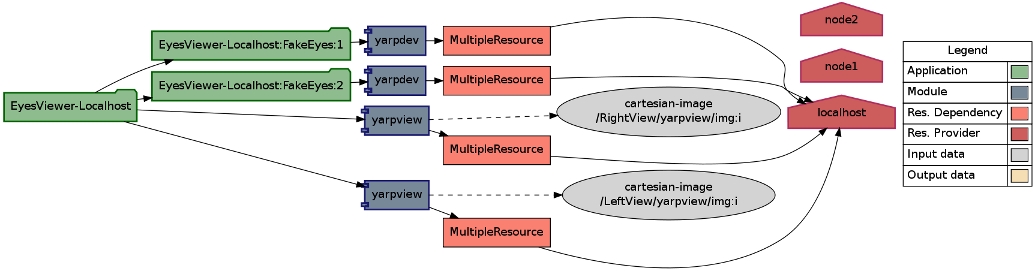 node2
EyesViewer-Localhost:FakeEyes:1
yarpdev
MultipleResource
node1
EyesViewer-Localhost:FakeEyes:2
yarpdev
MultipleResource
EyesViewer-Localhost
yarpview
cartesian-image
/RightView/yarpview/img:i
localhost
MultipleResource
yarpview
cartesian-image
/LeftView/yarpview/img:i
MultipleResource
Legend
Application
Module
Res. Dependency
Res. Provider
Input data
Output data